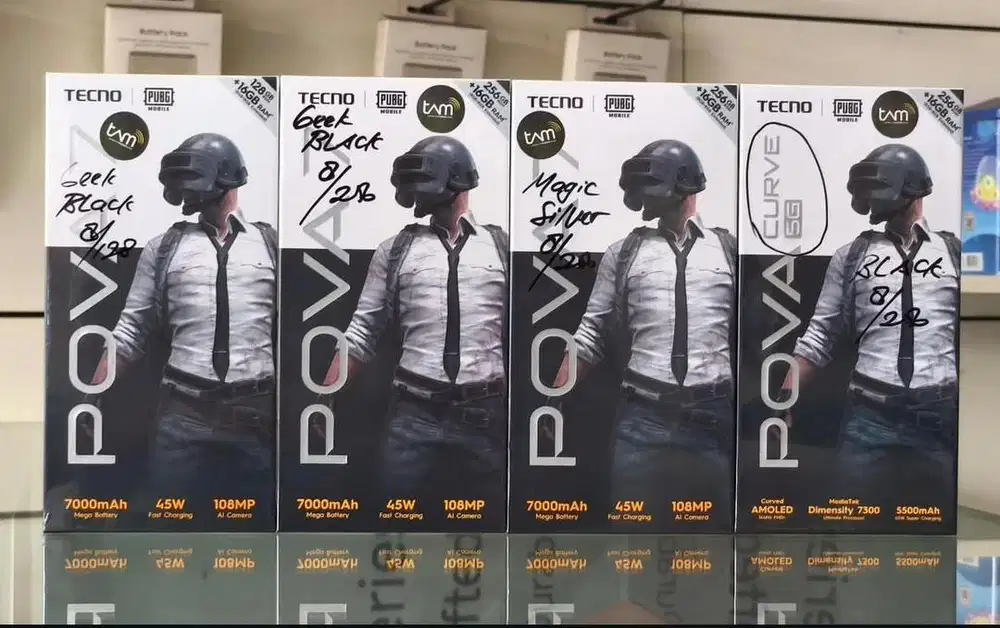 Battery Pack
Battery Pack
Battery Pack
TECNO PUBG MOBILE
128GB
+16GB
tam
Geek
Black
8/128
POVA 7
7000mAh
Mega Battery
45W
Fast Charging
108MP
AI Camera
TECNO PUBG MOBILE
256GB
+16GB RAM
tam
Geek
BLACK
8/256
POVA 7
7000mAh
Mega Battery
45W
Fast Charging
108MP
AI Camera
TECNO PUBG MOBILE
256GB
+16GB RAM
tam
Magic
Silver
8/256
POVA 7
7000mAh
Mega Battery
45W
Fast Charging
108MP
AI Camera
TECNO PUBG MOBILE
256GB
+16GB RAM
tam
POVA CURVE 5G
BLACK
8/256
Curved
AMOLED
MediaTek
Dimensity 7300
Ultimate Processor
5500mAh